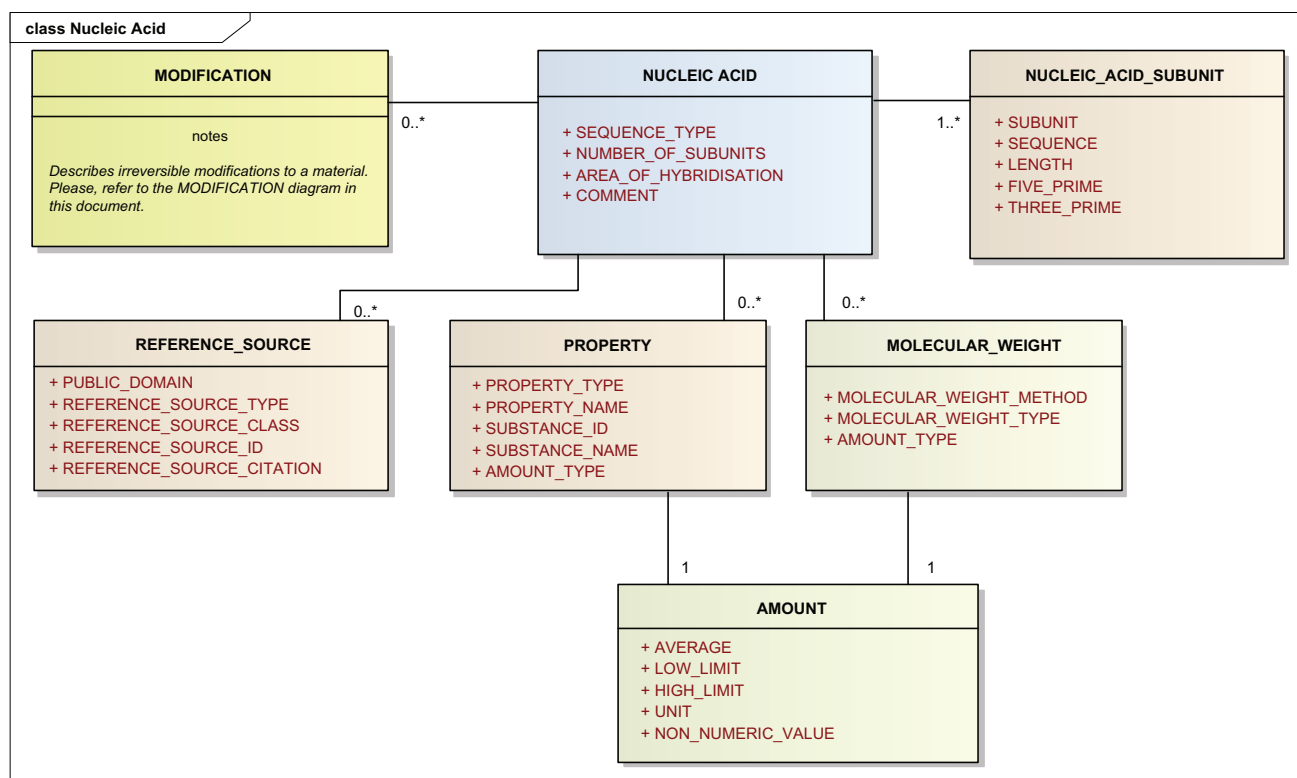 class Nucleic Acid
MODIFICATION
notes
Describes irreversible modifications to a material.
Please, refer to the MODIFICATION diagram in
this document.
0..*
NUCLEIC ACID
+ SEQUENCE_TYPE
+ NUMBER_OF_SUBUNITS
+ AREA_OF_HYBRIDISATION
+ COMMENT
1..*
NUCLEIC_ACID_SUBUNIT
+ SUBUNIT
+ SEQUENCE
+ LENGTH
+ FIVE_PRIME
+ THREE_PRIME
0..*
0..*
0..*
REFERENCE_SOURCE
+ PUBLIC_DOMAIN
+ REFERENCE_SOURCE_TYPE
+ REFERENCE_SOURCE_CLASS
+ REFERENCE_SOURCE_ID
+ REFERENCE_SOURCE_CITATION
PROPERTY
+ PROPERTY_TYPE
+ PROPERTY_NAME
+ SUBSTANCE_ID
+ SUBSTANCE_NAME
+ AMOUNT_TYPE
MOLECULAR_WEIGHT
+ MOLECULAR_WEIGHT_METHOD
+ MOLECULAR_WEIGHT_TYPE
+ AMOUNT_TYPE
1
1
AMOUNT
+ AVERAGE
+ LOW_LIMIT
+ HIGH_LIMIT
+ UNIT
+ NON_NUMERIC_VALUE